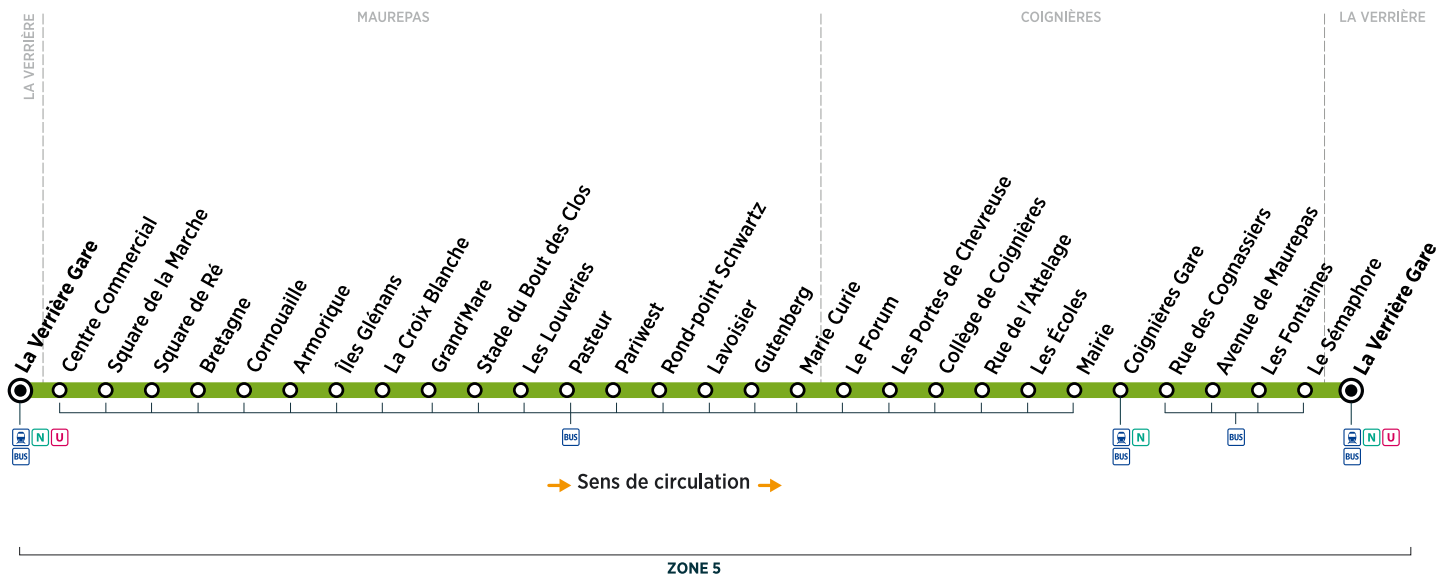 LA VERRIÈRE
MAUREPAS
COIGNIÈRES
LA VERRIÈRE
La Verrière Gare
Centre Commercial
Square de la Marche
Square de Ré
Bretagne
Cornouaille
Armorique
Îles Glénans
La Croix Blanche
Grand'Mare
Stade du Bout des Clos
Les Louveries
Pasteur
Pariwest
Rond-point Schwartz
Lavoisier
Gutenberg
Marie Curie
Le Forum
Les Portes de Chevreuse
Collège de Coignières
Rue de l'Attelage
Les Écoles
Mairie
Coignières Gare
Rue des Cognassiers
Avenue de Maurepas
Les Fontaines
Le Sémaphore
La Verrière Gare
N U
BUS
BUS
N
BUS
BUS
N U
BUS
Sens de circulation
ZONE 5